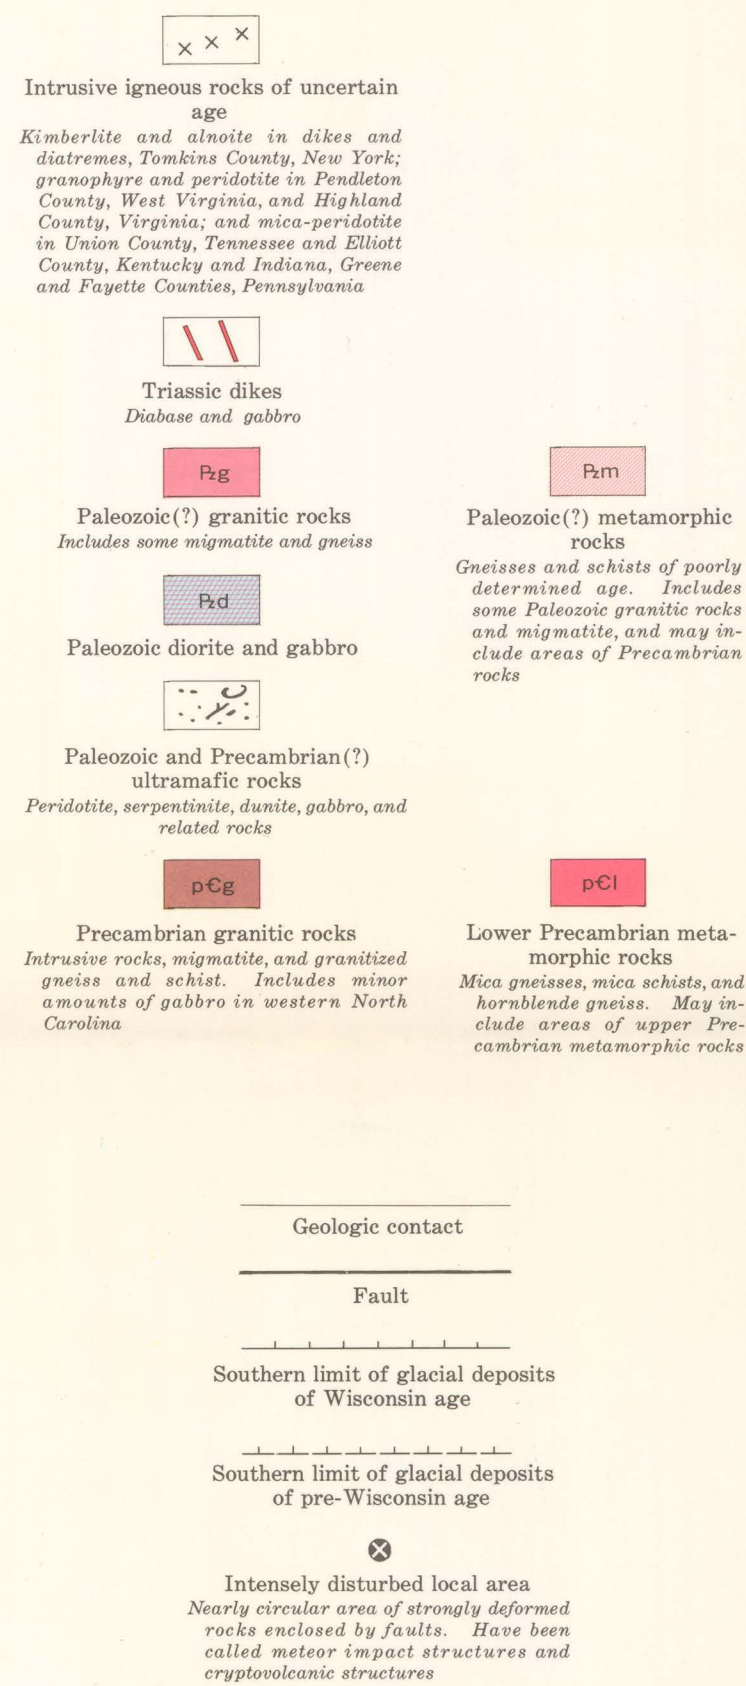 Intrusive igneous rocks of uncertain
age
Kimberlite and alnoite in dikes and
diatremes, Tomkins County, New York;
granophyre and peridotite in Pendleton
County, West Virginia, and Highland
County, Virginia; and mica-peridotite
in Union County, Tennessee and Elliott
County, Kentucky and Indiana, Greene
and Fayette Counties, Pennsylvania
Triassic dikes
Diabase and gabbro
Pzg
Paleozoic(?) granitic rocks
Includes some migmatite and gneiss
Pzm
Paleozoic(?) metamorphic
rocks
Gneisses and schists of poorly
determined age. Includes
some Paleozoic granitic rocks
and migmatite, and may in-
clude areas of Precambrian
rocks
Pzd
Paleozoic diorite and gabbro
Paleozoic and Precambrian(?)
ultramafic rocks
Peridotite, serpentinite, dunite, gabbro, and
related rocks
p€g
Precambrian granitic rocks
Intrusive rocks, migmatite, and granitized
gneiss and schist. Includes minor
amounts of gabbro in western North
Carolina
p€l
Lower Precambrian meta-
morphic rocks
Mica gneisses, mica schists, and
hornblende gneiss. May in-
clude areas of upper Pre-
cambrian metamorphic rocks
Geologic contact
Fault
Southern limit of glacial deposits
of Wisconsin age
Southern limit of glacial deposits
of pre-Wisconsin age
Intensely disturbed local area
Nearly circular area of strongly deformed
rocks enclosed by faults. Have been
called meteor impact structures and
cryptovolcanic structures